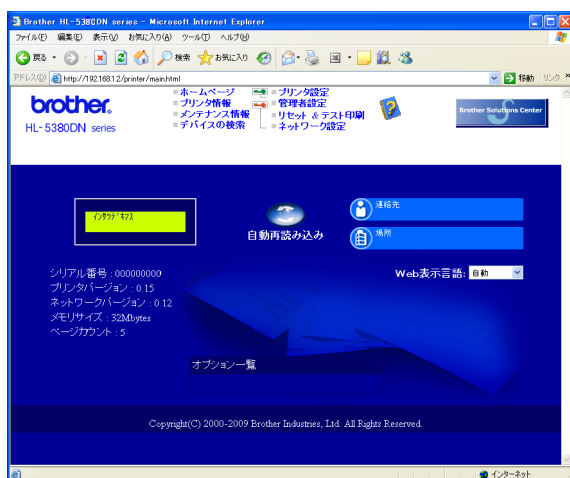 Brother HL-5380DN series - Microsoft Internet Explorer
ファイル(F) 編集(E) 表示(V) お気に入り(A) ツール(T) ヘルプ(H)
戻る 検索 お気に入り
アドレス(D) http://192.168.1.2/printer/main.html 移動 リンク »
ホームページ プリンタ設定
プリンタ情報 管理者設定
メンテナンス情報 リセット & テスト印刷
デバイスの検索 ネットワーク設定
brother
HL-5380DN series
Brother Solutions Center
ｲﾝｻﾂﾃﾞｷﾏｽ
自動再読み込み
連絡先
場所
シリアル番号 : 000000000
プリンタバージョン : 0.15
ネットワークバージョン : 0.12
メモリサイズ : 32Mbytes
ページカウント : 5
Web表示言語: 自動
オプション一覧
Copyright(C) 2000-2009 Brother Industries, Ltd. All Rights Reserved.
インターネット